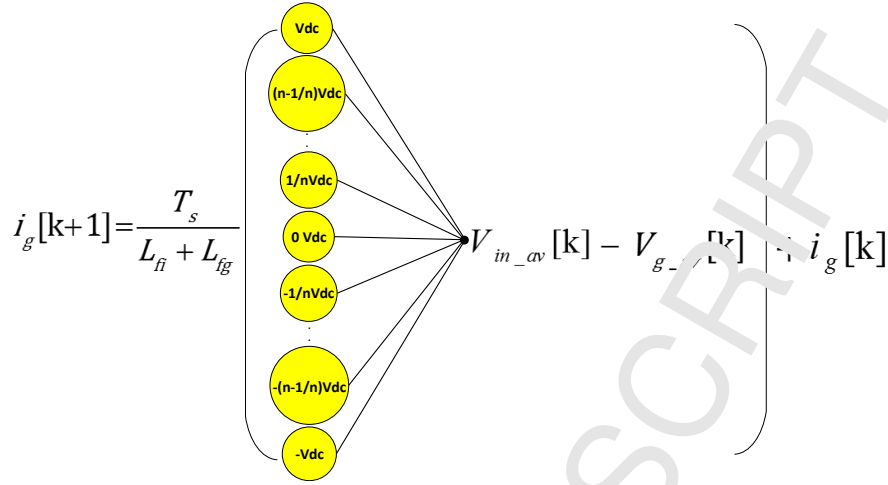 Vdc
(n-1/n)Vdc
1/nVdc
0 Vdc
-1/nVdc
-(n-1/n)Vdc
-Vdc
i_g[k+1] = T_s / (L_fi + L_fg) ( V_in_av[k] − V_g_ [k] ) + i_g[k]
SCRIPT